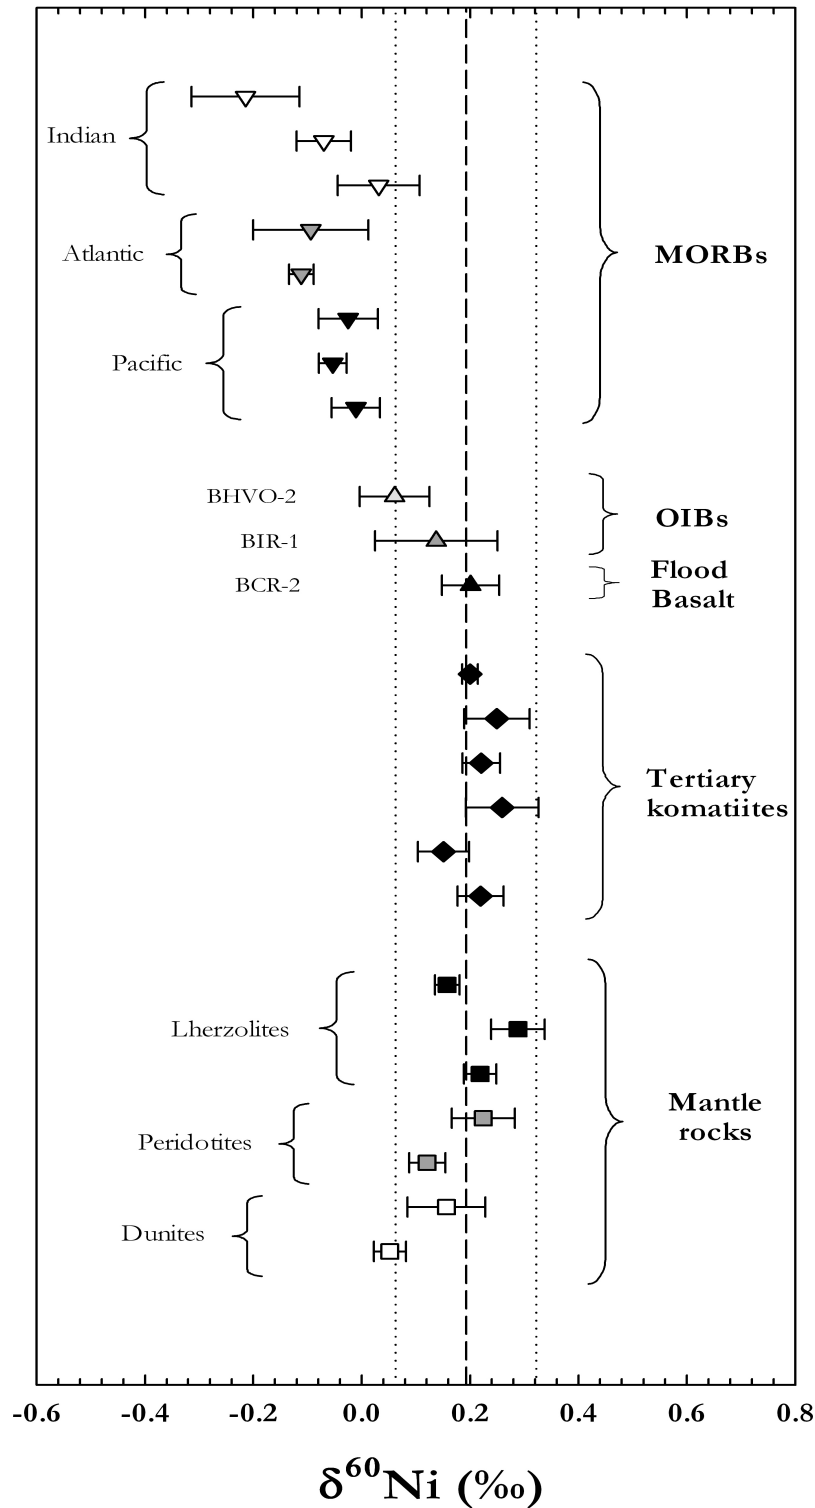 Indian
MORBs
Atlantic
Pacific
BHVO-2
OIBs
BIR-1
Flood
Basalt
BCR-2
Tertiary
komatiites
Lherzolites
Mantle
rocks
Peridotites
Dunites
-0.6 -0.4 -0.2 0.0 0.2 0.4 0.6 0.8
δ⁶⁰Ni (‰)